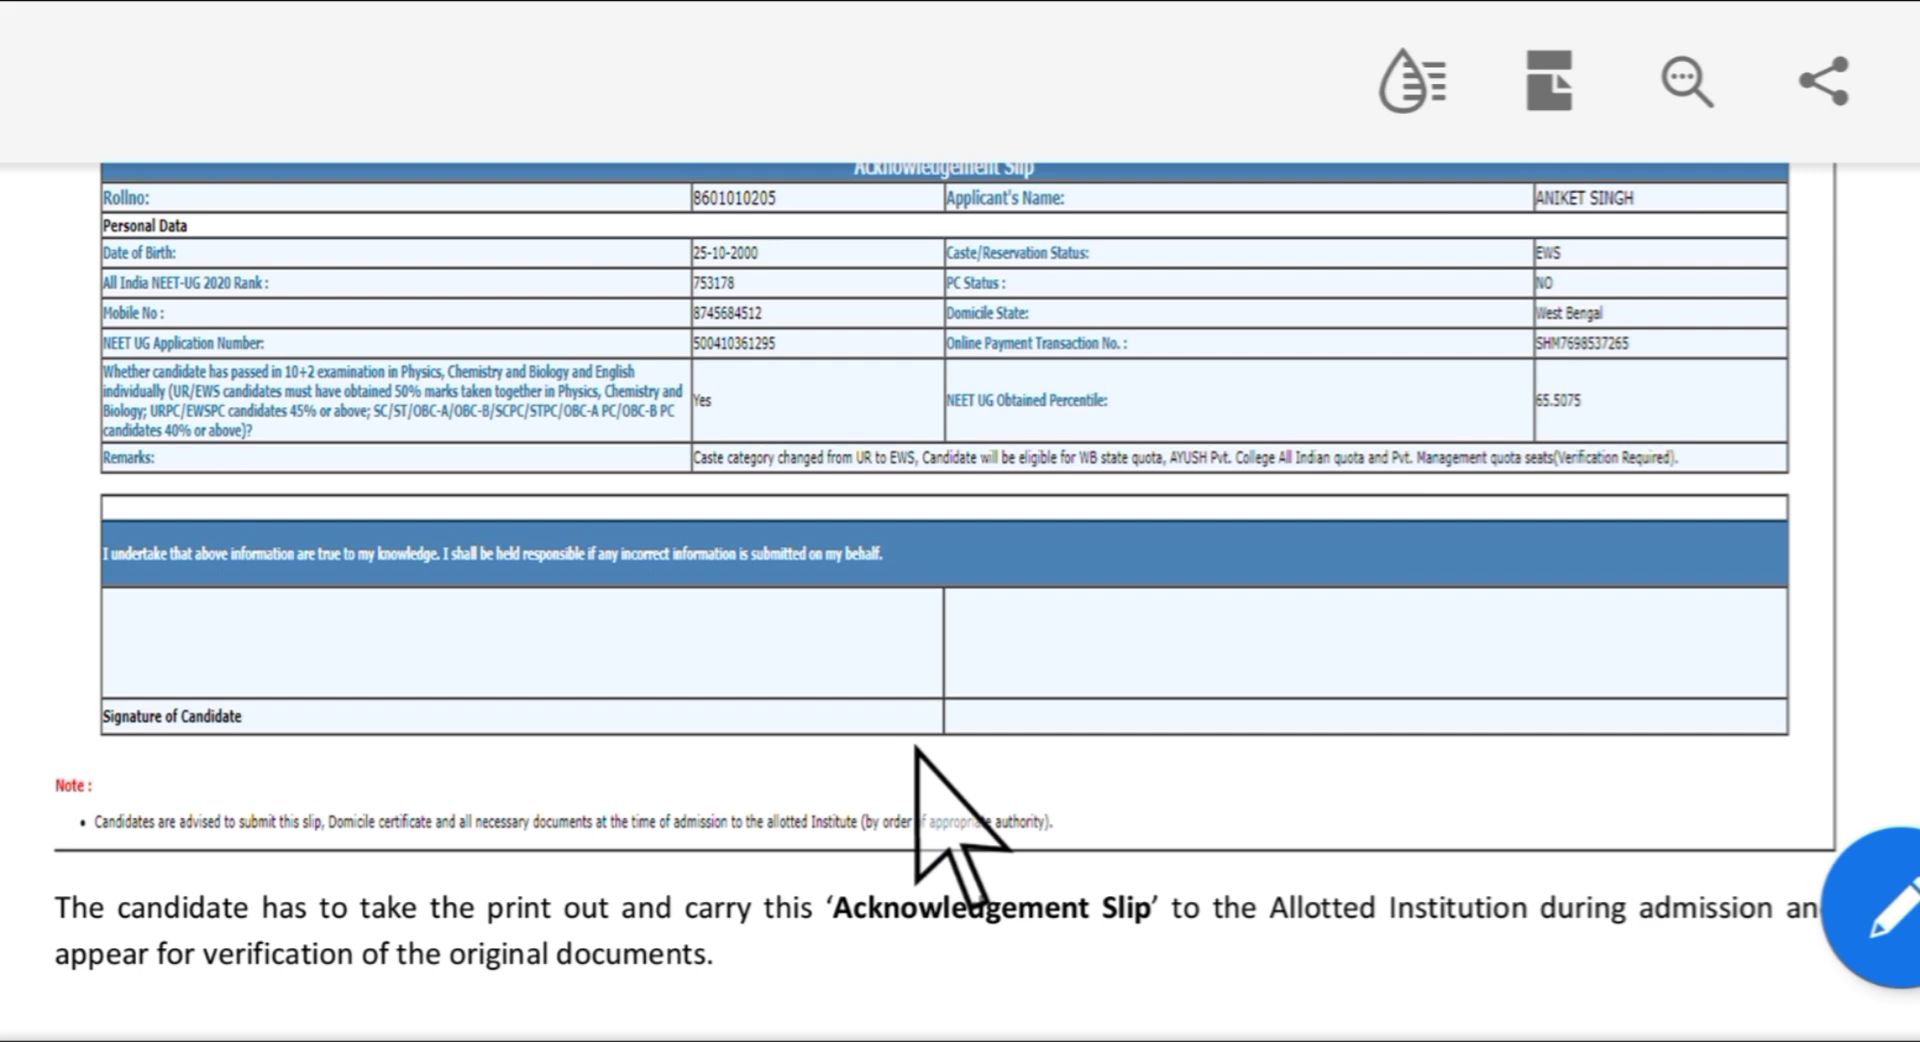 Acknowledgement Slip
Rollno: 8601010205 Applicant's Name: ANIKET SINGH
Personal Data
Date of Birth: 25-10-2000 Caste/Reservation Status: EWS
All India NEET-UG 2020 Rank : 753178 PC Status : NO
Mobile No : 8745684512 Domicile State: West Bengal
NEET UG Application Number: 500410361295 Online Payment Transaction No. : SHM7698537265
Whether candidate has passed in 10+2 examination in Physics, Chemistry and Biology and English
individually (UR/EWS candidates must have obtained 50% marks taken together in Physics, Chemistry and
Biology; URPC/EWSPC candidates 45% or above; SC/ST/OBC-A/OBC-B/SCPC/STPC/OBC-A PC/OBC-B PC
candidates 40% or above)?
Yes NEET UG Obtained Percentile: 65.5075
Remarks: Caste category changed from UR to EWS, Candidate will be eligible for WB state quota, AYUSH Pvt. College All Indian quota and Pvt. Management quota seats(Verification Required).
I undertake that above information are true to my knowledge. I shall be held responsible if any incorrect information is submitted on my behalf.
Signature of Candidate
Note :
• Candidates are advised to submit this slip, Domicile certificate and all necessary documents at the time of admission to the allotted Institute (by order of appropriate authority).
The candidate has to take the print out and carry this ‘Acknowledgement Slip’ to the Allotted Institution during admission an
appear for verification of the original documents.